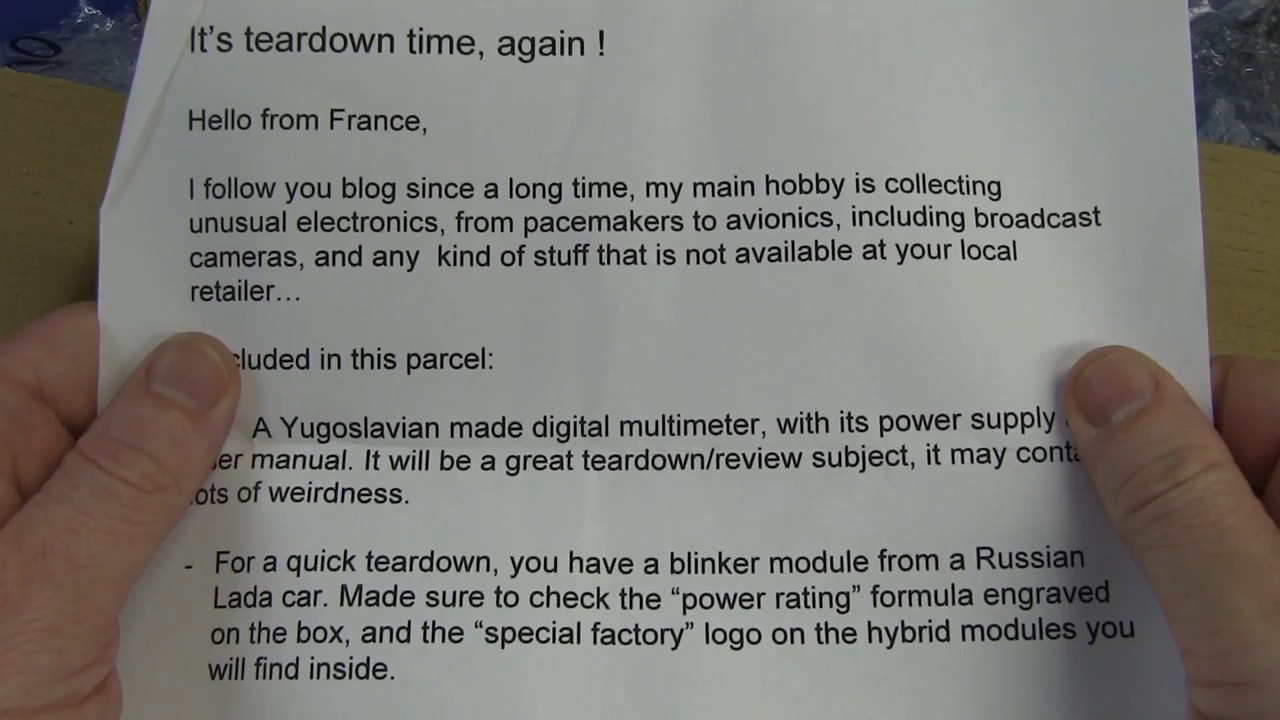 It's teardown time, again !
Hello from France,
I follow you blog since a long time, my main hobby is collecting
unusual electronics, from pacemakers to avionics, including broadcast
cameras, and any kind of stuff that is not available at your local
retailer…
cluded in this parcel:
A Yugoslavian made digital multimeter, with its power supply
er manual. It will be a great teardown/review subject, it may cont
ots of weirdness.
- For a quick teardown, you have a blinker module from a Russian
Lada car. Made sure to check the “power rating” formula engraved
on the box, and the “special factory” logo on the hybrid modules you
will find inside.